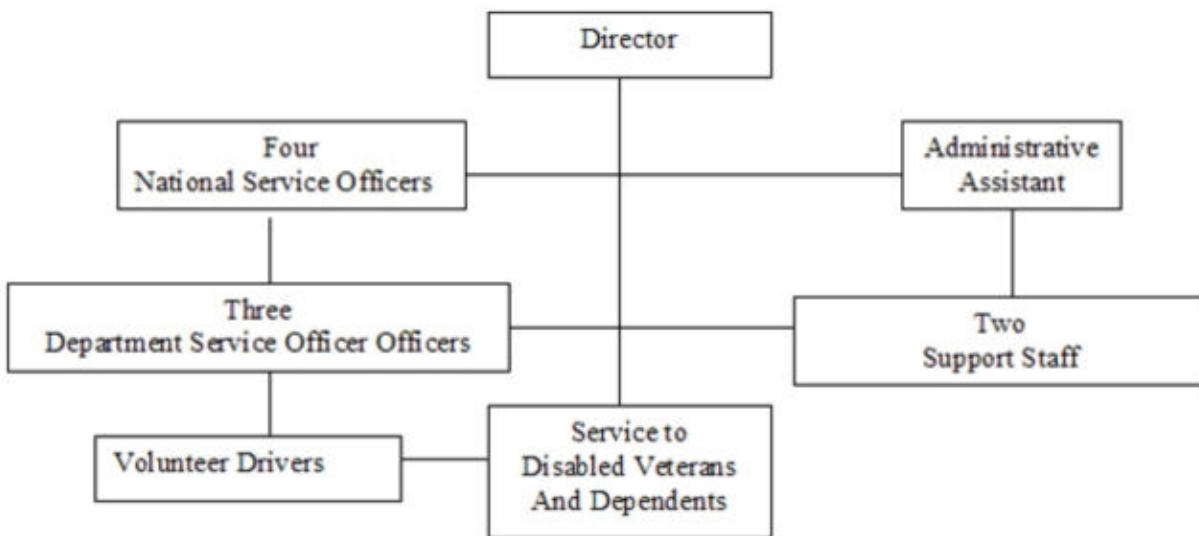 Director
Four
National Service Officers
Administrative
Assistant
Three
Department Service Officer Officers
Two
Support Staff
Volunteer Drivers
Service to
Disabled Veterans
And Dependents